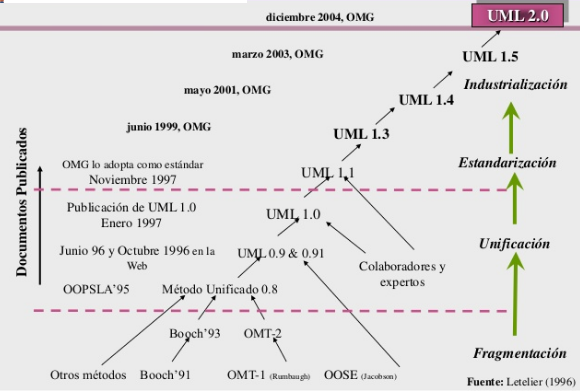 diciembre 2004, OMG
UML 2.0
marzo 2003, OMG
UML 1.5
Industrialización
mayo 2001, OMG
UML 1.4
junio 1999, OMG
UML 1.3
Documentos Publicados
OMG lo adopta como estándar
Noviembre 1997
UML 1.1
Estandarización
Publicación de UML 1.0
Enero 1997
UML 1.0
Unificación
Junio 96 y Octubre 1996 en la
Web
UML 0.9 & 0.91
Colaboradores y
expertos
OOPSLA’95
Método Unificado 0.8
Booch’93
OMT-2
Fragmentación
Otros métodos
Booch’91
OMT-1 (Rumbaugh)
OOSE (Jacobson)
Fuente: Letelier (1996)